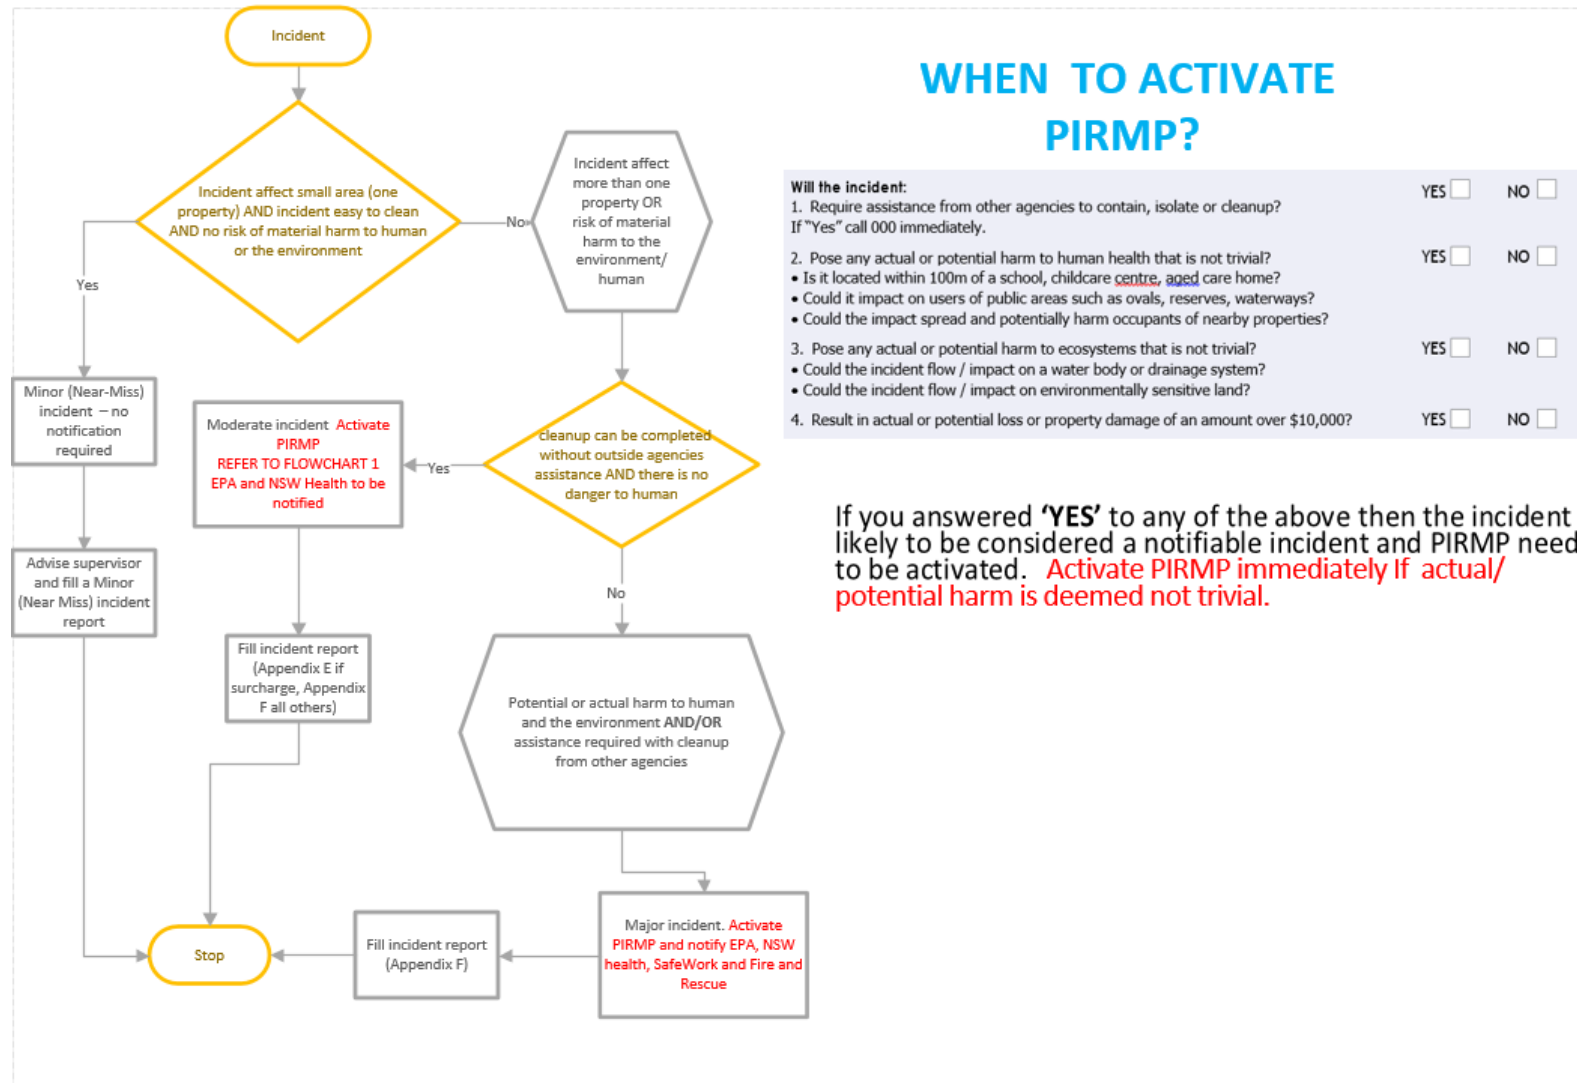 Incident
Incident affect small area (one
property) AND incident easy to clean
AND no risk of material harm to human
or the environment
No
Incident affect
more than one
property OR
risk of material
harm to the
environment/
human
Yes
Minor (Near-Miss)
incident – no
notification
required
Advise supervisor
and fill a Minor
(Near Miss) incident
report
cleanup can be completed
without outside agencies
assistance AND there is no
danger to human
Yes
Moderate incident Activate
PIRMP
REFER TO FLOWCHART 1
EPA and NSW Health to be
notified
Fill incident report
(Appendix E if
surcharge, Appendix
F all others)
No
Potential or actual harm to human
and the environment AND/OR
assistance required with cleanup
from other agencies
Major incident. Activate
PIRMP and notify EPA, NSW
health, SafeWork and Fire and
Rescue
Fill incident report
(Appendix F)
Stop
WHEN TO ACTIVATE
PIRMP?
Will the incident:
1. Require assistance from other agencies to contain, isolate or cleanup? YES NO
If "Yes" call 000 immediately.
2. Pose any actual or potential harm to human health that is not trivial? YES NO
• Is it located within 100m of a school, childcare centre, aged care home?
• Could it impact on users of public areas such as ovals, reserves, waterways?
• Could the impact spread and potentially harm occupants of nearby properties?
3. Pose any actual or potential harm to ecosystems that is not trivial? YES NO
• Could the incident flow / impact on a water body or drainage system?
• Could the incident flow / impact on environmentally sensitive land?
4. Result in actual or potential loss or property damage of an amount over $10,000? YES NO
If you answered ‘YES’ to any of the above then the incident
likely to be considered a notifiable incident and PIRMP need
to be activated. Activate PIRMP immediately If actual/
potential harm is deemed not trivial.